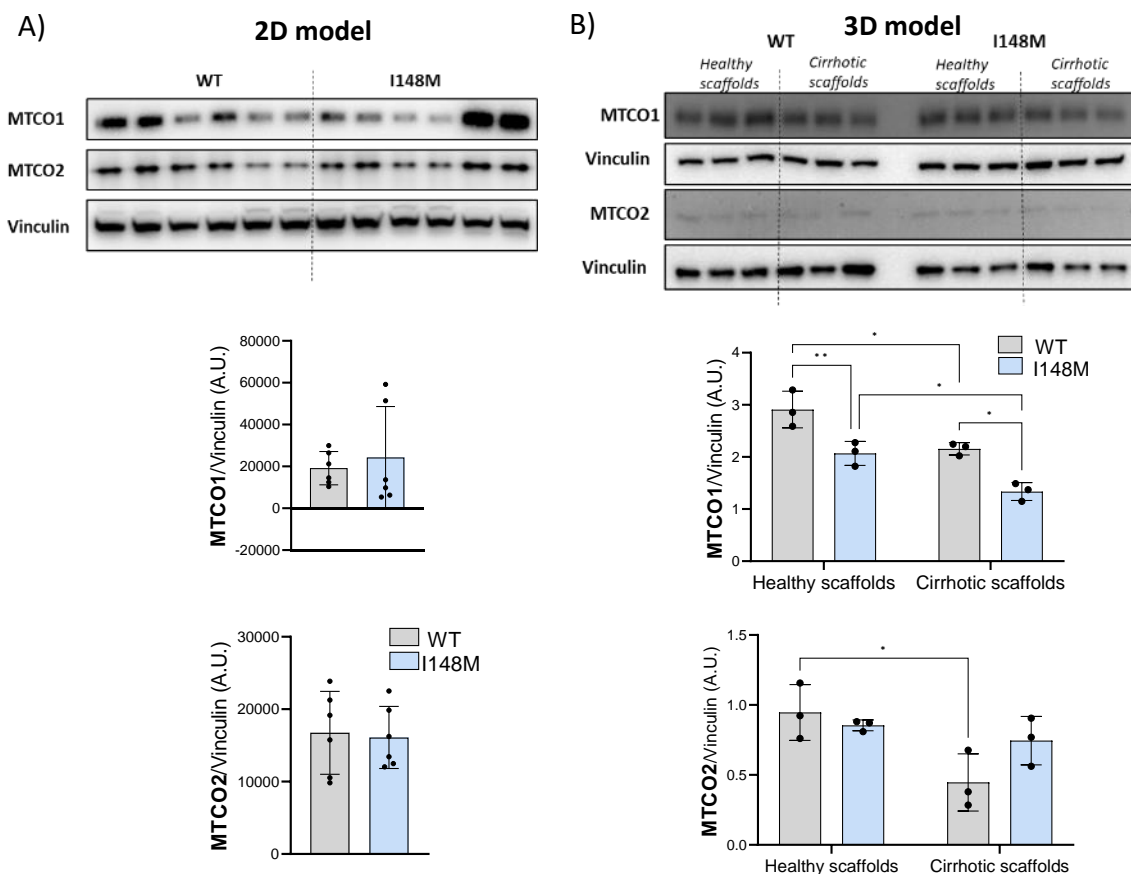 A)
2D model
WT
I148M
MTCO1
MTCO2
Vinculin
80000
60000
40000
20000
0
-20000
MTCO1/Vinculin (A.U.)
30000
20000
10000
0
MTCO2/Vinculin (A.U.)
WT
I148M
B)
3D model
WT
I148M
Healthy scaffolds
Cirrhotic scaffolds
Healthy scaffolds
Cirrhotic scaffolds
MTCO1
Vinculin
MTCO2
Vinculin
4
3
2
1
0
MTCO1/Vinculin (A.U.)
*
**
*
*
WT
I148M
Healthy scaffolds
Cirrhotic scaffolds
1.5
1.0
0.5
0.0
MTCO2/Vinculin (A.U.)
*
Healthy scaffolds
Cirrhotic scaffolds